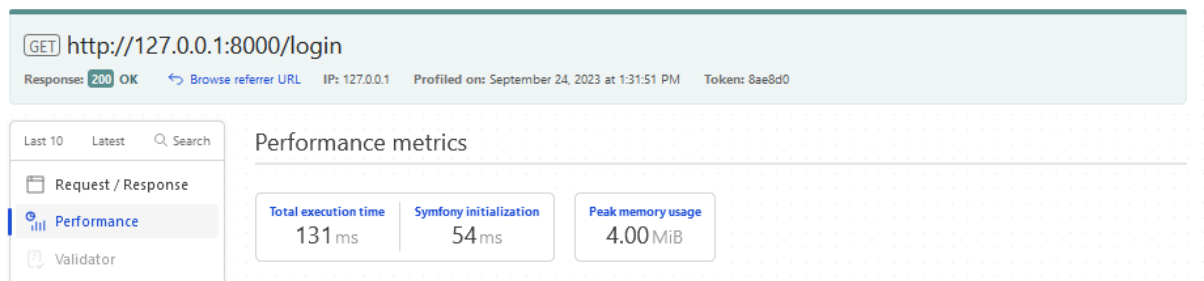 GET http://127.0.0.1:8000/login
Response: 200 OK Browse referrer URL IP: 127.0.0.1 Profiled on: September 24, 2023 at 1:31:51 PM Token: 8ae8d0
Last 10 Latest Search
Request / Response
Performance
Validator
Performance metrics
Total execution time Symfony initialization Peak memory usage
131 ms 54 ms 4.00 MiB